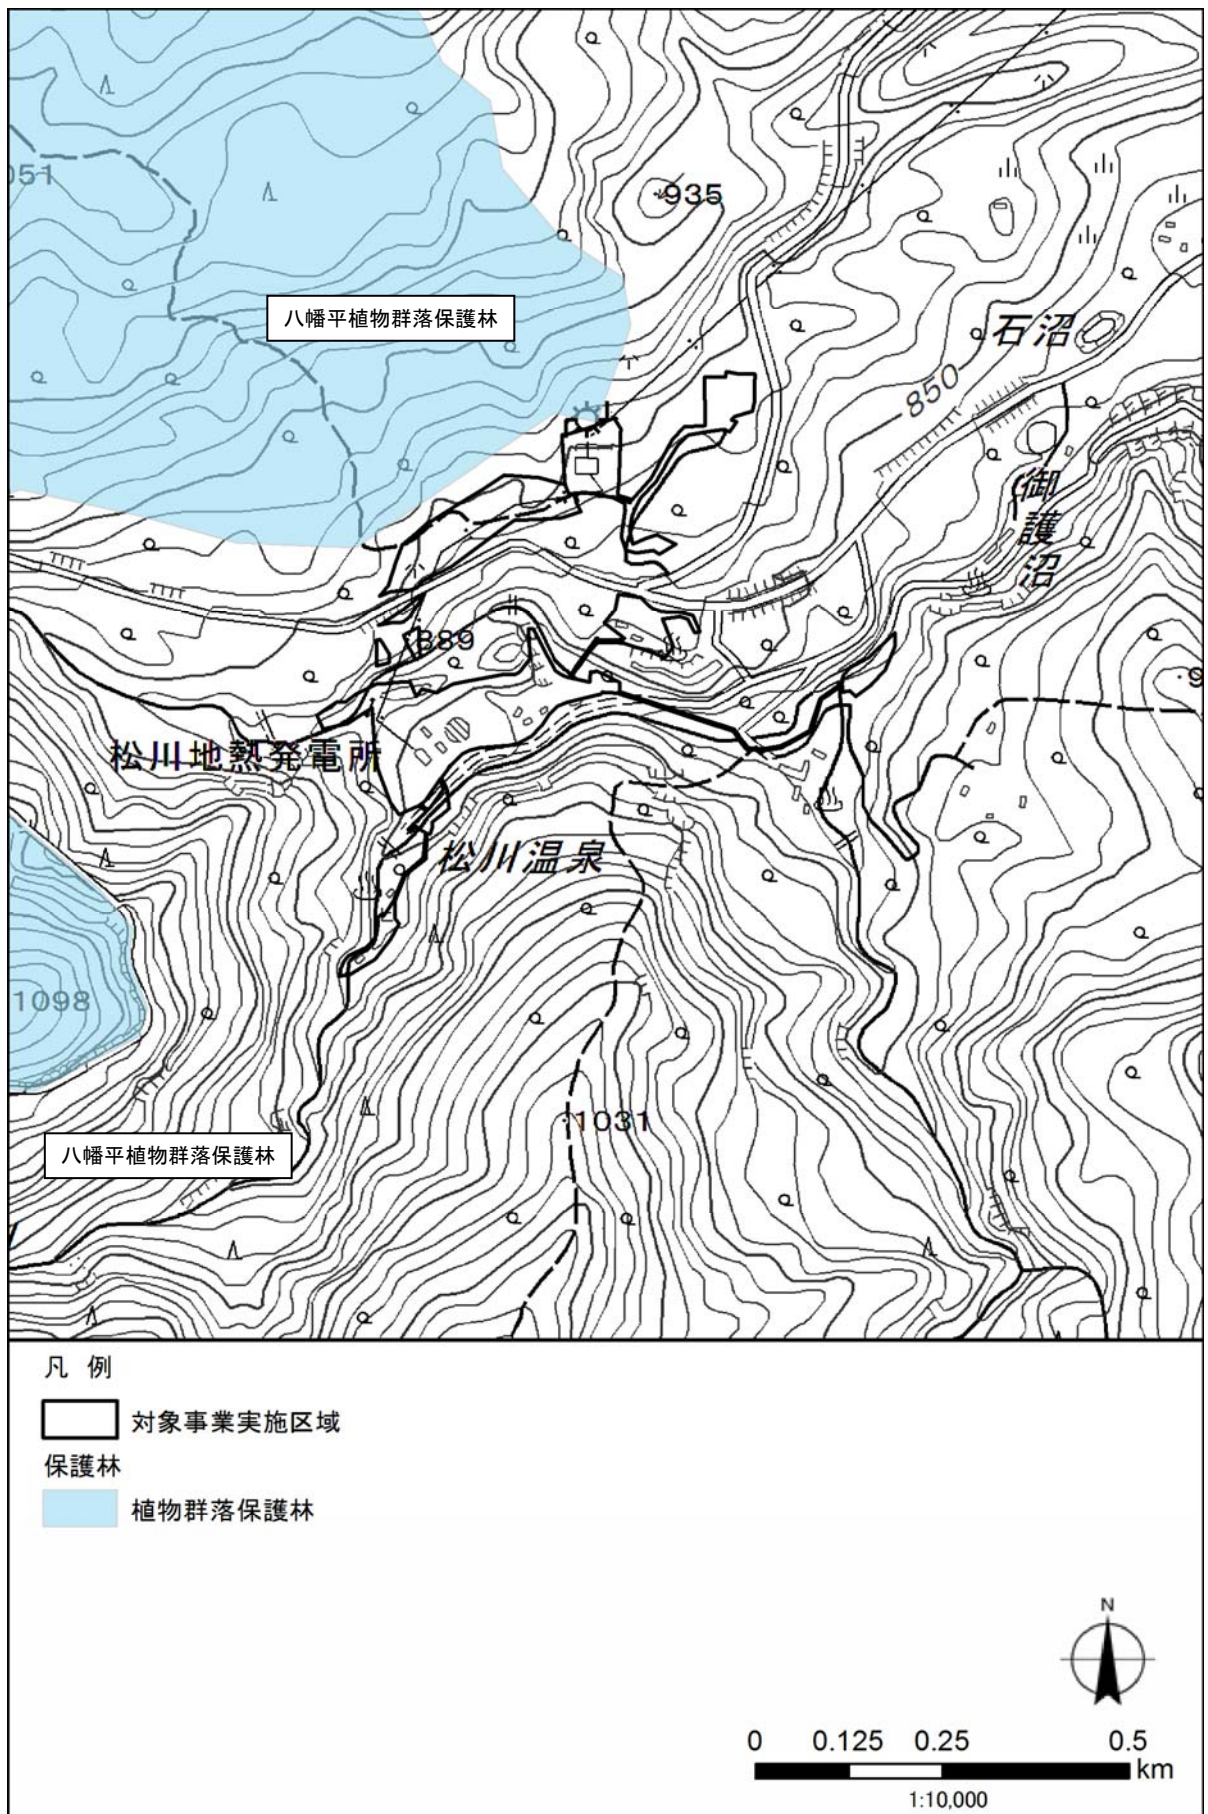 051
935
八幡平植物群落保護林
石沼
850
御護沼
889
9
松川地熱発電所
松川温泉
1098
1031
八幡平植物群落保護林
凡 例
対象事業実施区域
保護林
植物群落保護林
N
0 0.125 0.25 0.5
km
1:10,000